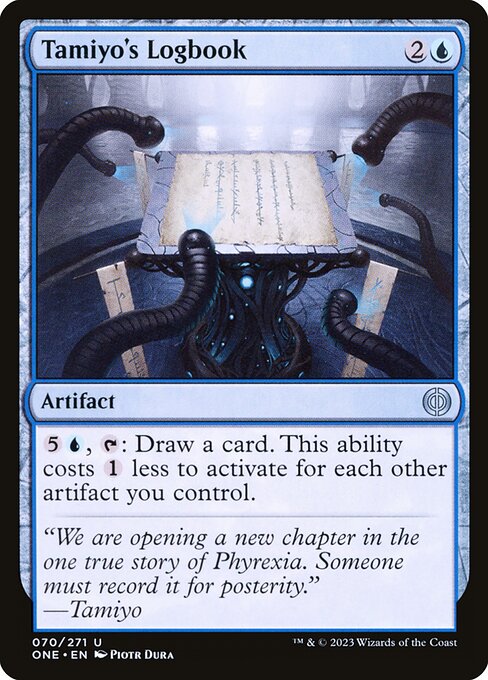 Tamiyo's Logbook 2
Artifact
5, : Draw a card. This ability
costs 1 less to activate for each other
artifact you control.
“We are opening a new chapter in the
one true story of Phyrexia. Someone
must record it for posterity.”
—Tamiyo
070/271 U
ONE • EN Piotr Dura
™ & © 2023 Wizards of the Coast